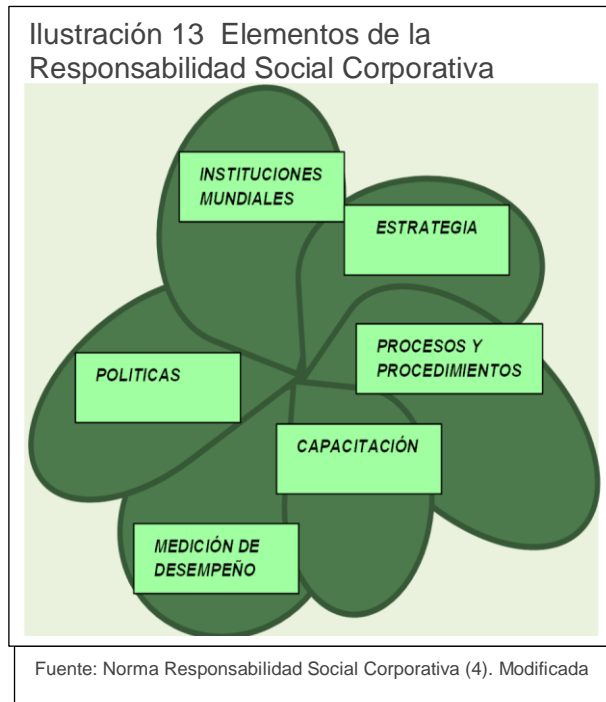 Ilustración 13 Elementos de la
Responsabilidad Social Corporativa
INSTITUCIONES
MUNDIALES
ESTRATEGIA
PROCESOS Y
PROCEDIMIENTOS
POLITICAS
CAPACITACIÓN
MEDICIÓN DE
DESEMPEÑO
Fuente: Norma Responsabilidad Social Corporativa (4). Modificada